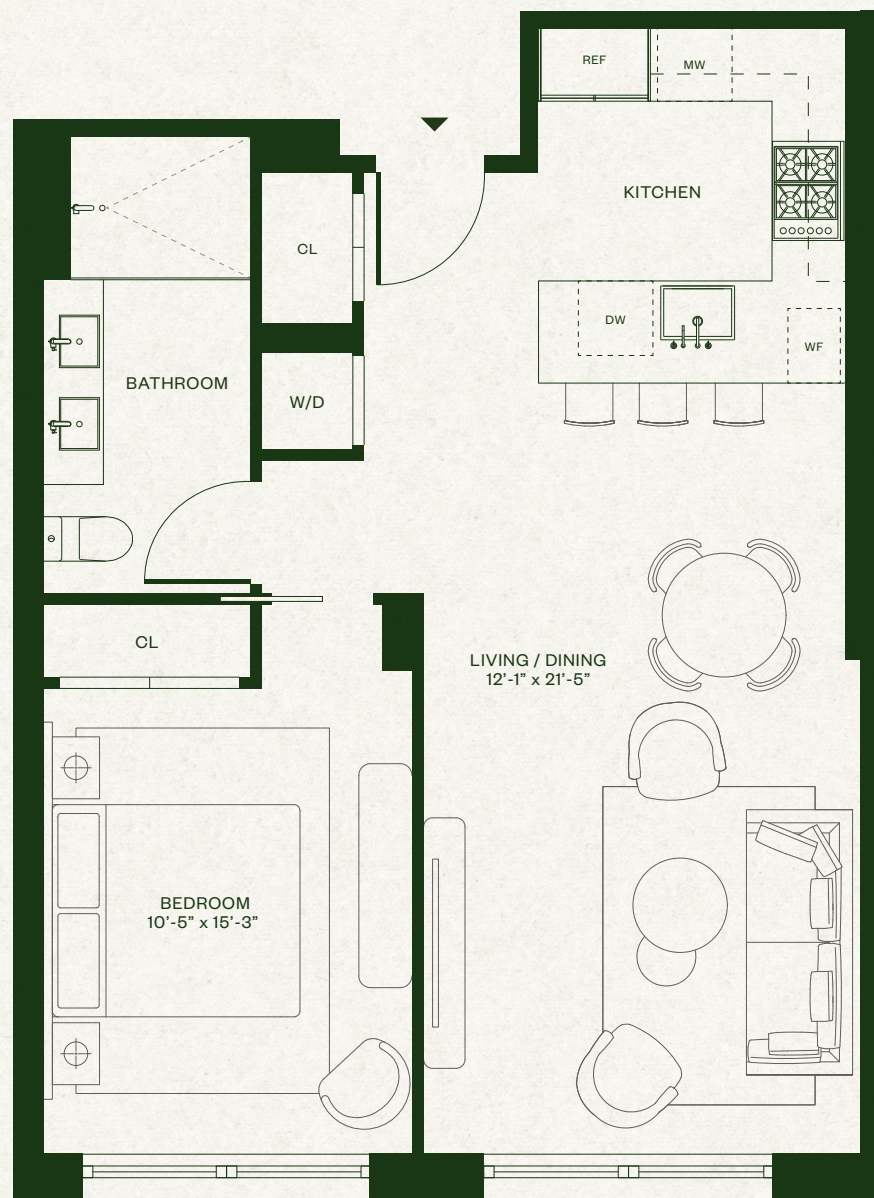 REF
MW
KITCHEN
CL
DW
WF
BATHROOM
W/D
CL
LIVING / DINING
12'-1" x 21'-5"
BEDROOM
10'-5" x 15'-3"